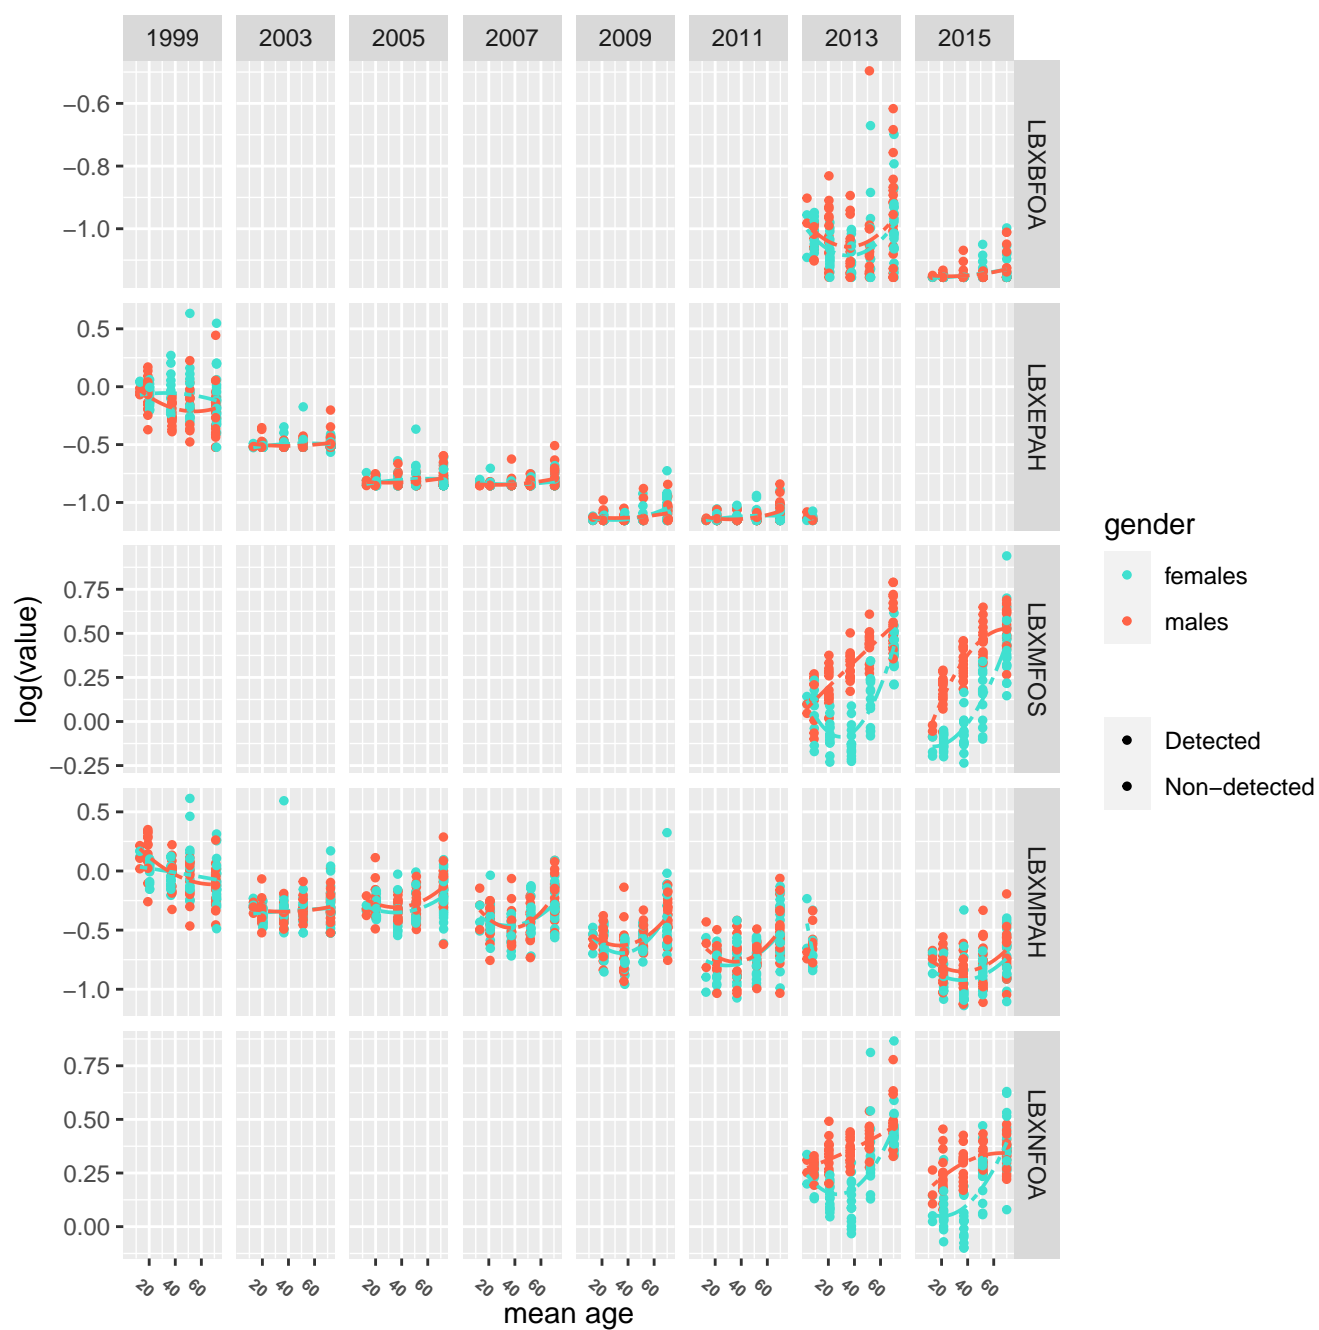 1999 2003 2005 2007 2009 2011 2013 2015
−0.6
−0.8
−1.0
LBXBFOA
0.5
0.0
−0.5
−1.0
LBXEPAH
0.75
0.50
0.25
0.00
−0.25
LBXMFOS
0.5
0.0
−0.5
−1.0
LBXMPAH
0.75
0.50
0.25
0.00
LBXNFOA
20 40 60 20 40 60 20 40 60 20 40 60 20 40 60 20 40 60 20 40 60 20 40 60
mean age
log(value)
gender
females
males
Detected
Non−detected